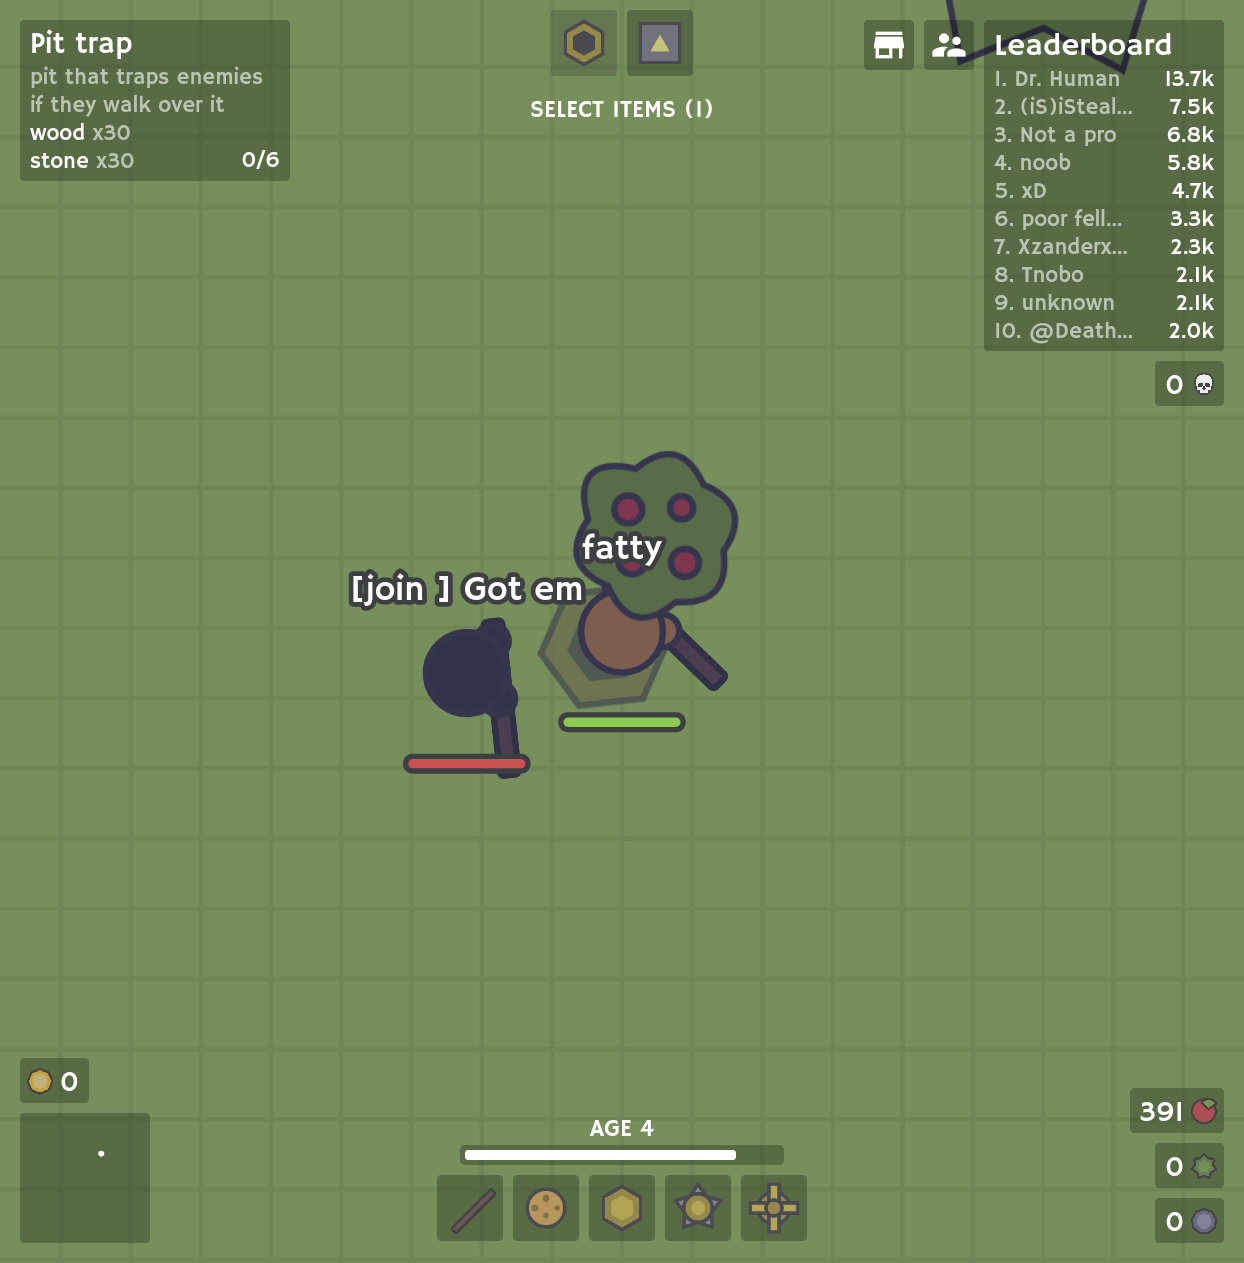 Pit trap
pit that traps enemies
if they walk over it
wood x30
stone x30 0/6
SELECT ITEMS (1)
Leaderboard
1. Dr. Human 13.7k
2. (iS)iSteal... 7.5k
3. Not a pro 6.8k
4. noob 5.8k
5. xD 4.7k
6. poor fell... 3.3k
7. Xzanderx... 2.3k
8. Tnobo 2.1k
9. unknown 2.1k
10. @Death... 2.0k
0
fatty
[join ] Got em
0
AGE 4
391
0
0